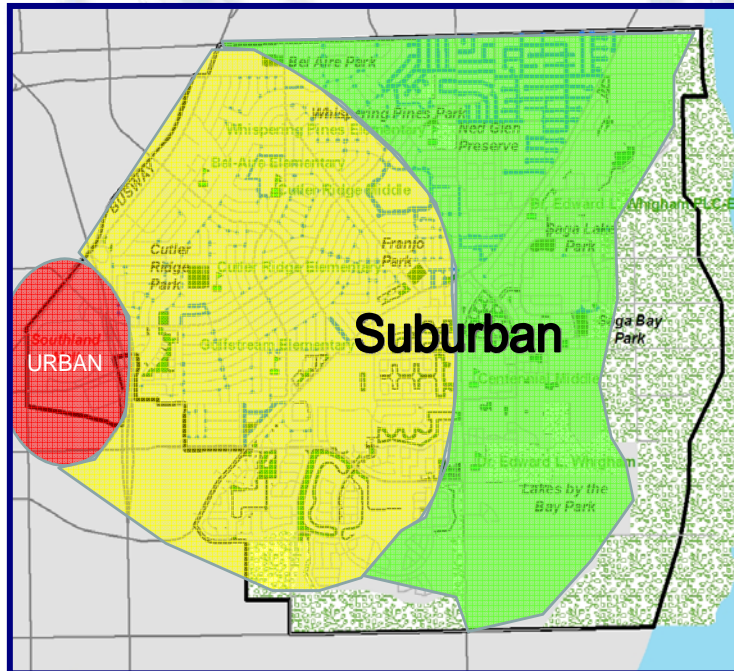 Bel Aire Park
Whispering Pines Park
Whispering Pines Elementary
Ned Glen
Preserve
Bel-Aire Elementary
BUSWAY
Cutler Ridge Middle
Dr. Edward L. Whigham PLC-E
Saga Lake
Park
Franjo
Park
Cutler
Ridge
Park
Cutler Ridge Elementary
Suburban
Saga Bay
Park
Southland
URBAN
Gulfstream Elementary
Centennial Middle
Dr. Edward L. Whigham
Lakes by the
Bay Park